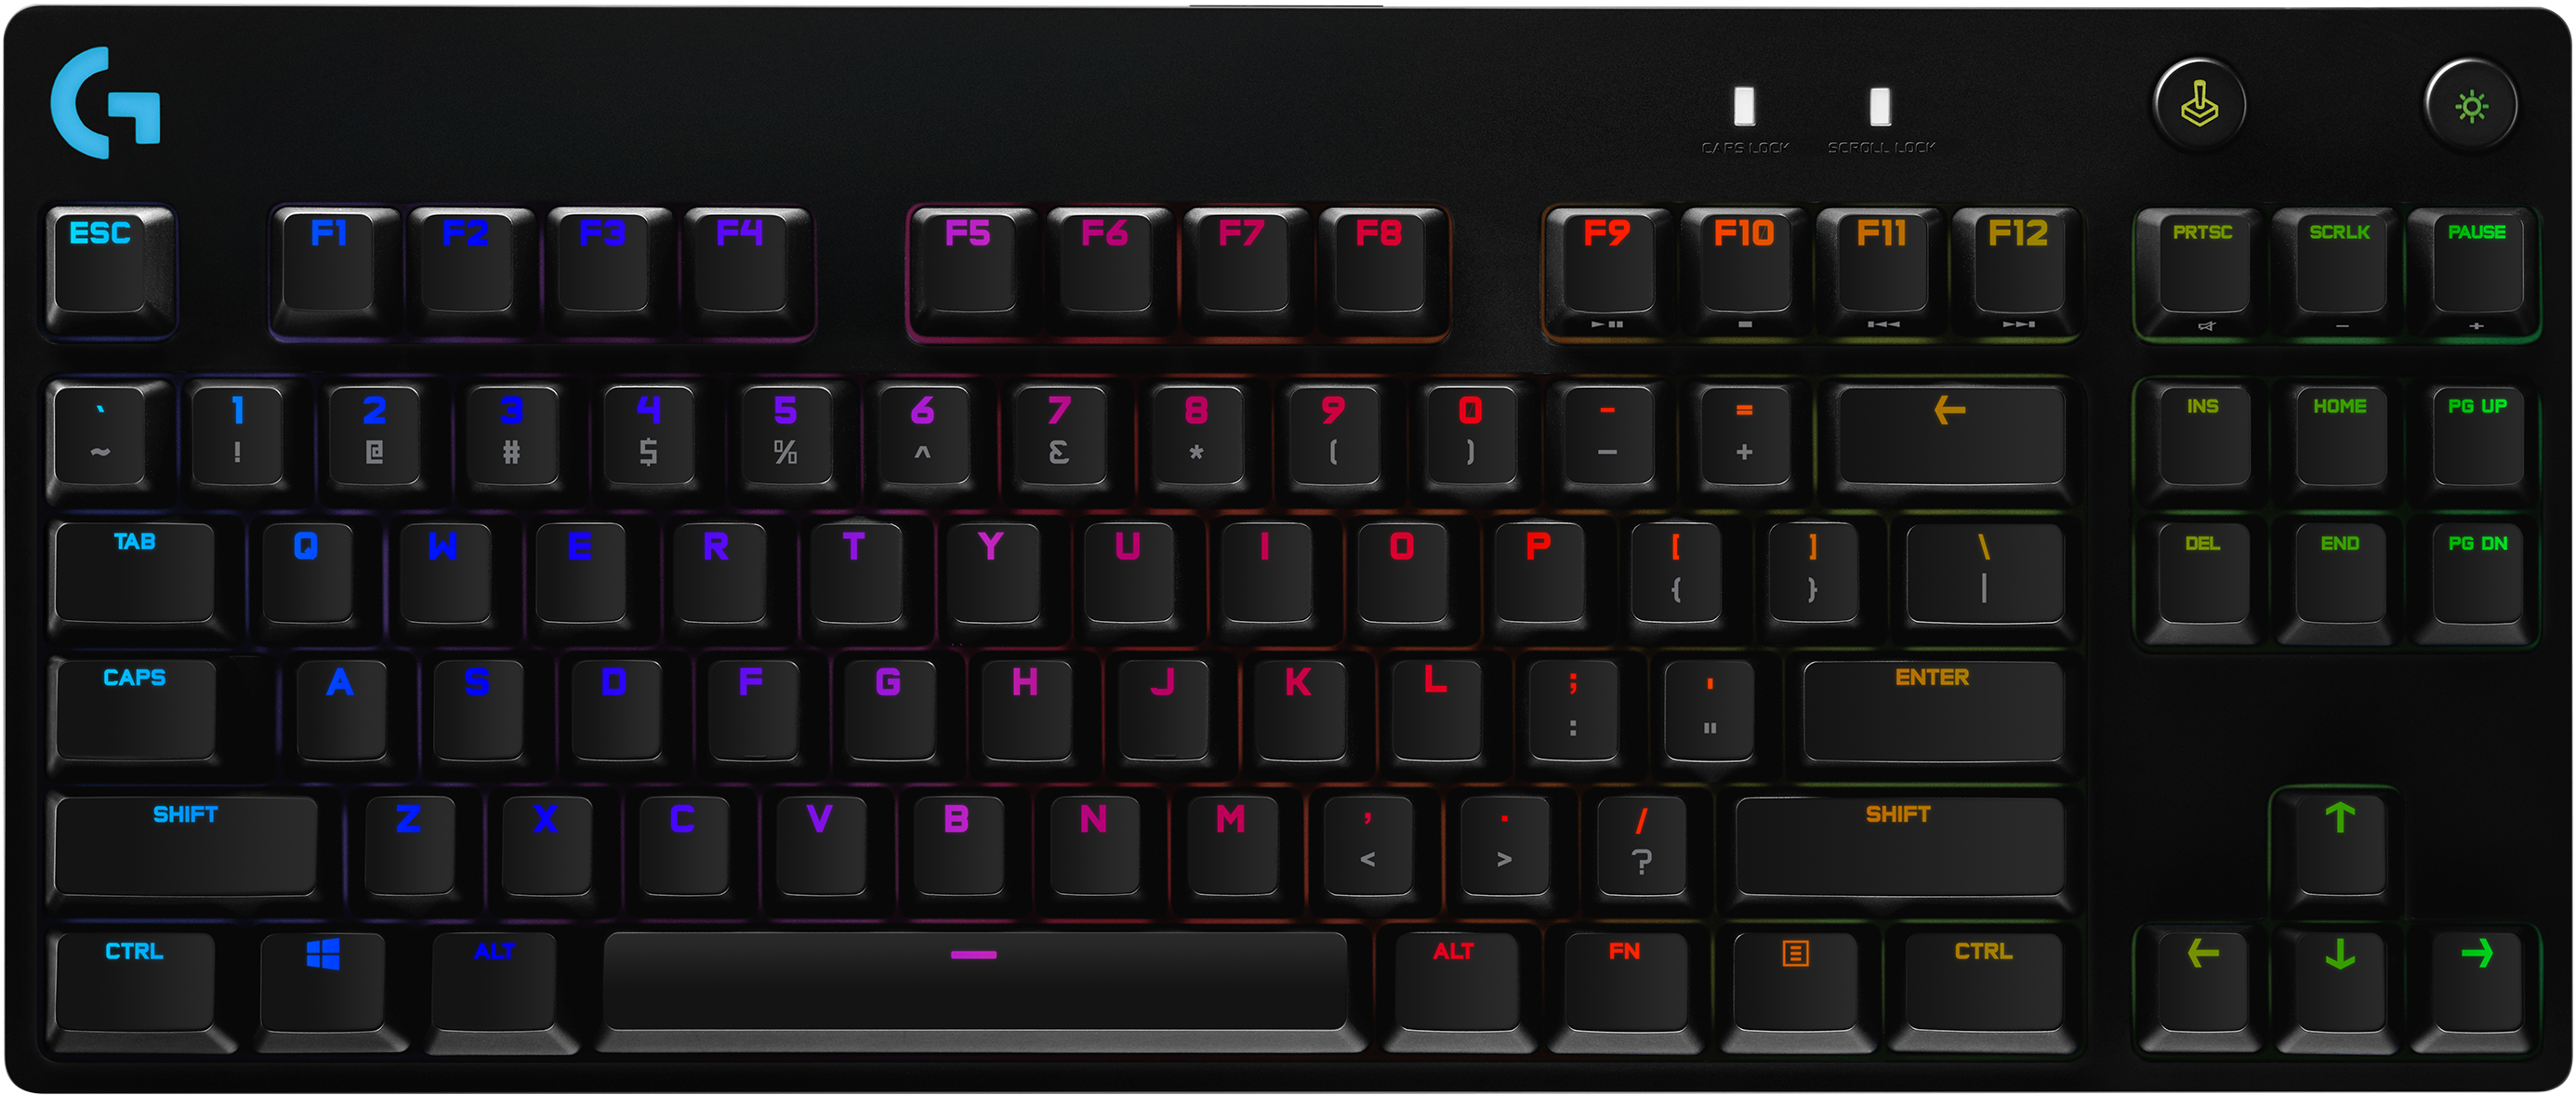 G
CAPS LOCK SCROLL LOCK
ESC F1 F2 F3 F4 F5 F6 F7 F8 F9 F10 F11 F12 PRTSC SCRLK PAUSE
− +
` 1 2 3 4 5 6 7 8 9 0 - = ← INS HOME PG UP
~ ! @ # $ % ^ & * ( ) _ +
TAB Q W E R T Y U I O P [ ] \ DEL END PG DN
{ } |
CAPS A S D F G H J K L ; ' ENTER
: "
SHIFT Z X C V B N M , . / SHIFT ↑
< > ?
CTRL ALT ALT FN CTRL ← ↓ →